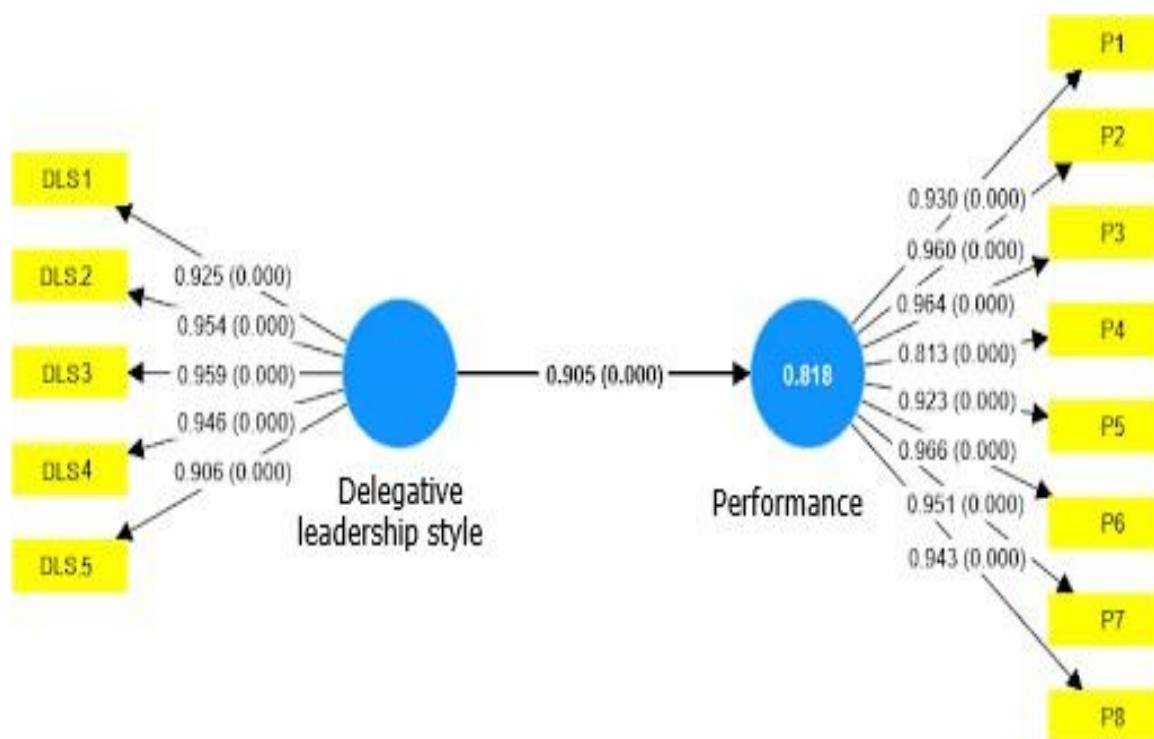 DLS1
DLS2
DLS3
DLS4
DLS5
0.925 (0.000)
0.954 (0.000)
0.959 (0.000)
0.946 (0.000)
0.906 (0.000)
Delegative
leadership style
0.905 (0.000)
0.818
Performance
0.930 (0.000)
0.960 (0.000)
0.964 (0.000)
0.813 (0.000)
0.923 (0.000)
0.966 (0.000)
0.951 (0.000)
0.943 (0.000)
P1
P2
P3
P4
P5
P6
P7
P8